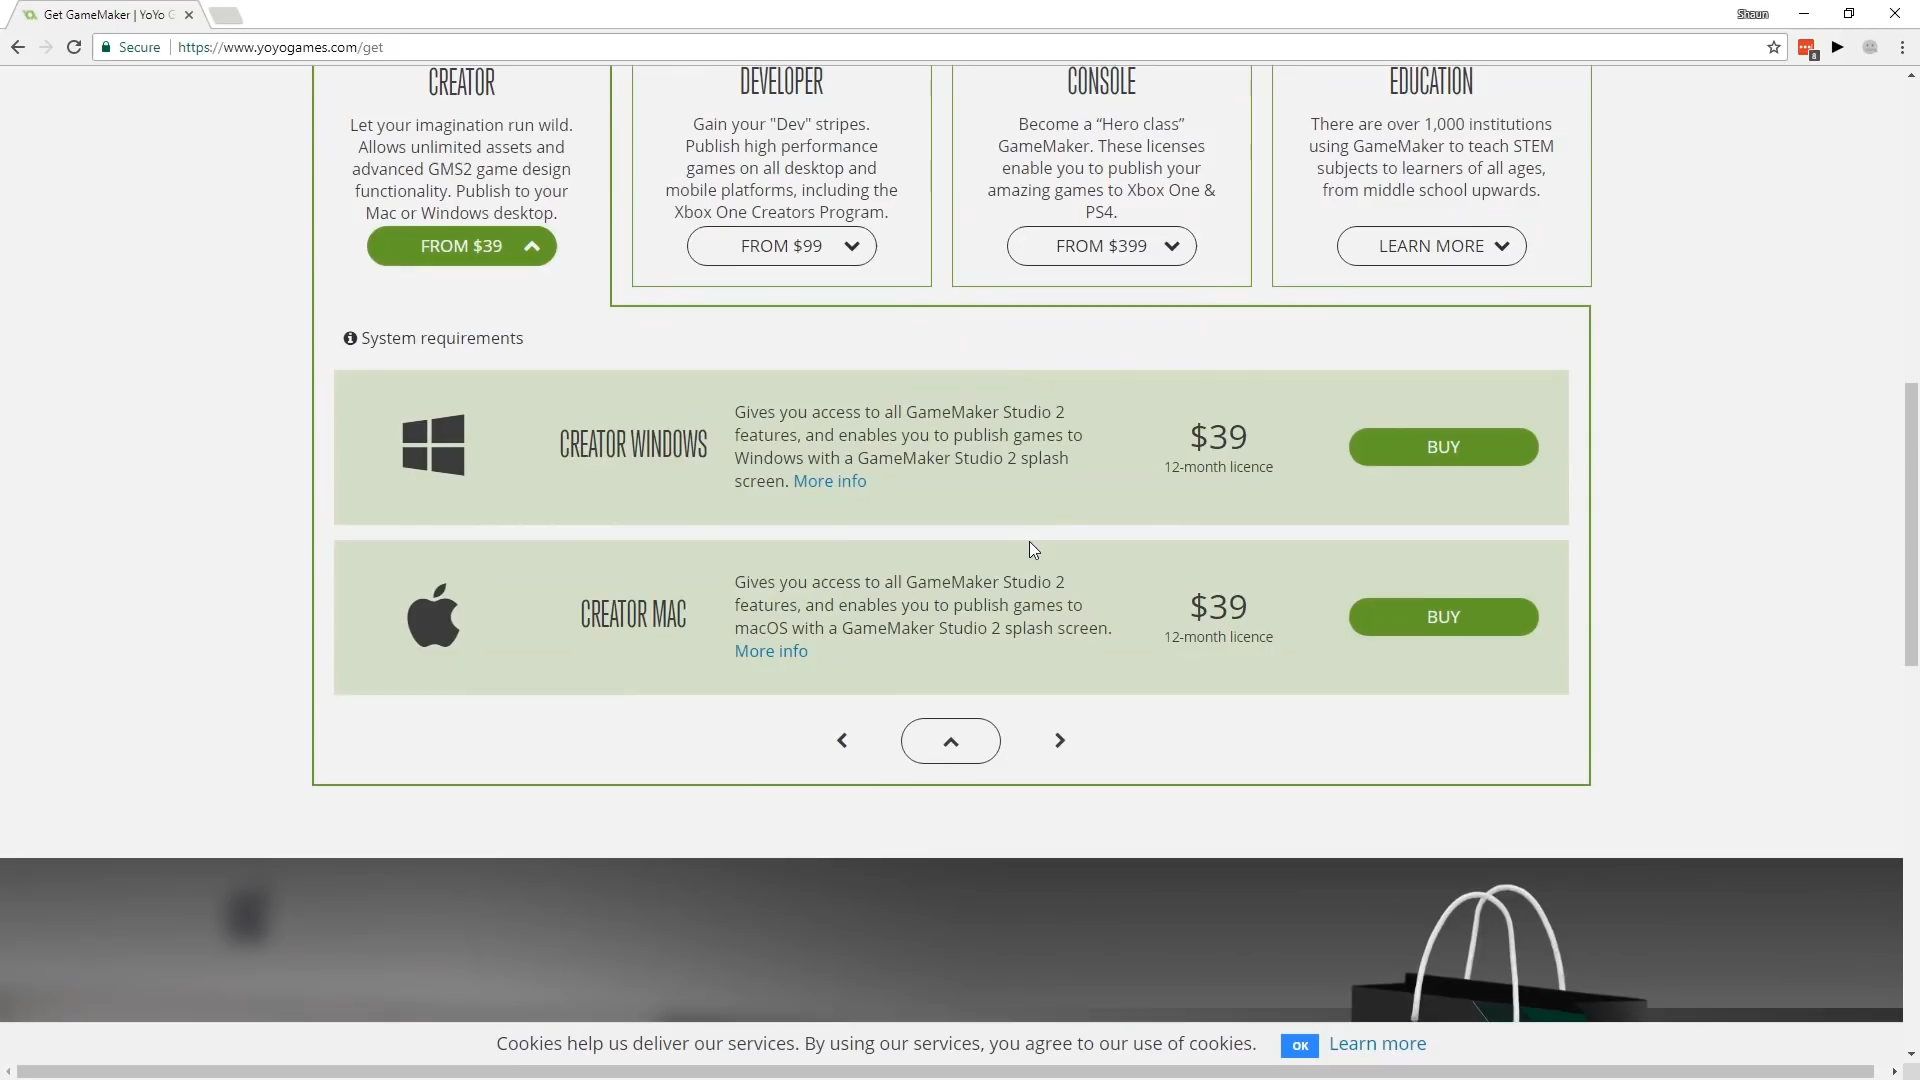 Get GameMaker | YoYo G
Shaun
Secure
https://www.yoyogames.com/get
8
CREATOR
Let your imagination run wild.
Allows unlimited assets and
advanced GMS2 game design
functionality. Publish to your
Mac or Windows desktop.
FROM $39
DEVELOPER
Gain your "Dev" stripes.
Publish high performance
games on all desktop and
mobile platforms, including the
Xbox One Creators Program.
FROM $99
CONSOLE
Become a “Hero class”
GameMaker. These licenses
enable you to publish your
amazing games to Xbox One &
PS4.
FROM $399
EDUCATION
There are over 1,000 institutions
using GameMaker to teach STEM
subjects to learners of all ages,
from middle school upwards.
LEARN MORE
System requirements
CREATOR WINDOWS
Gives you access to all GameMaker Studio 2
features, and enables you to publish games to
Windows with a GameMaker Studio 2 splash
screen. More info
$39
12-month licence
BUY
CREATOR MAC
Gives you access to all GameMaker Studio 2
features, and enables you to publish games to
macOS with a GameMaker Studio 2 splash screen.
More info
$39
12-month licence
BUY
Cookies help us deliver our services. By using our services, you agree to our use of cookies.
OK
Learn more